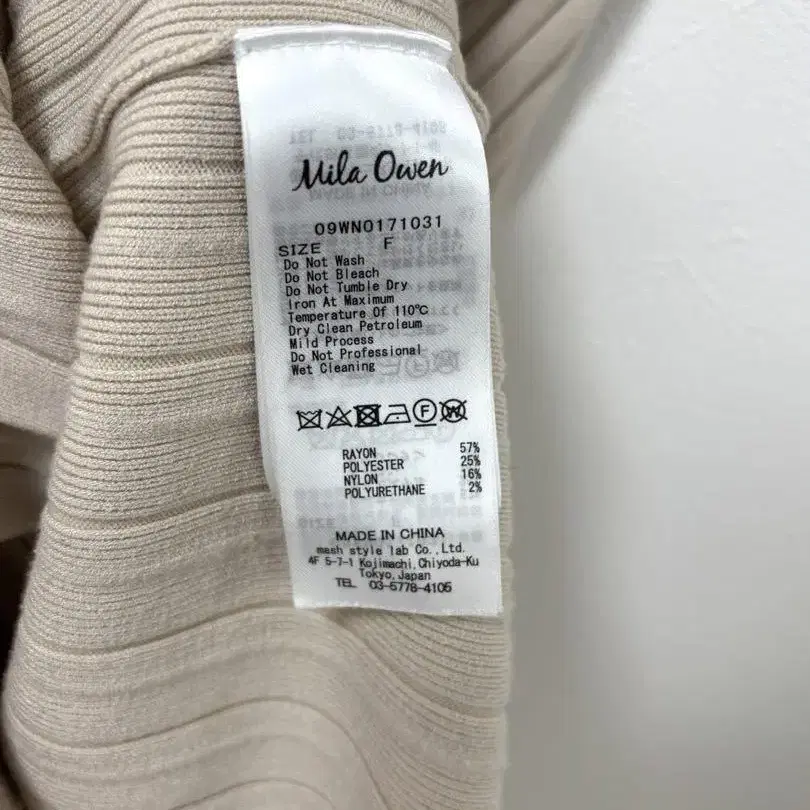 Mila Owen
09WN0171031
SIZE F
Do Not Wash
Do Not Bleach
Do Not Tumble Dry
Iron At Maximum
Temperature Of 110℃
Dry Clean Petroleum
Mild Process
Do Not Professional
Wet Cleaning
F W
RAYON 57%
POLYESTER 25%
NYLON 16%
POLYURETHANE 2%
MADE IN CHINA
mash style lab Co., Ltd.
4F 5-7-1 Kojimachi, Chiyoda-Ku
Tokyo, Japan
TEL 03-5778-4105